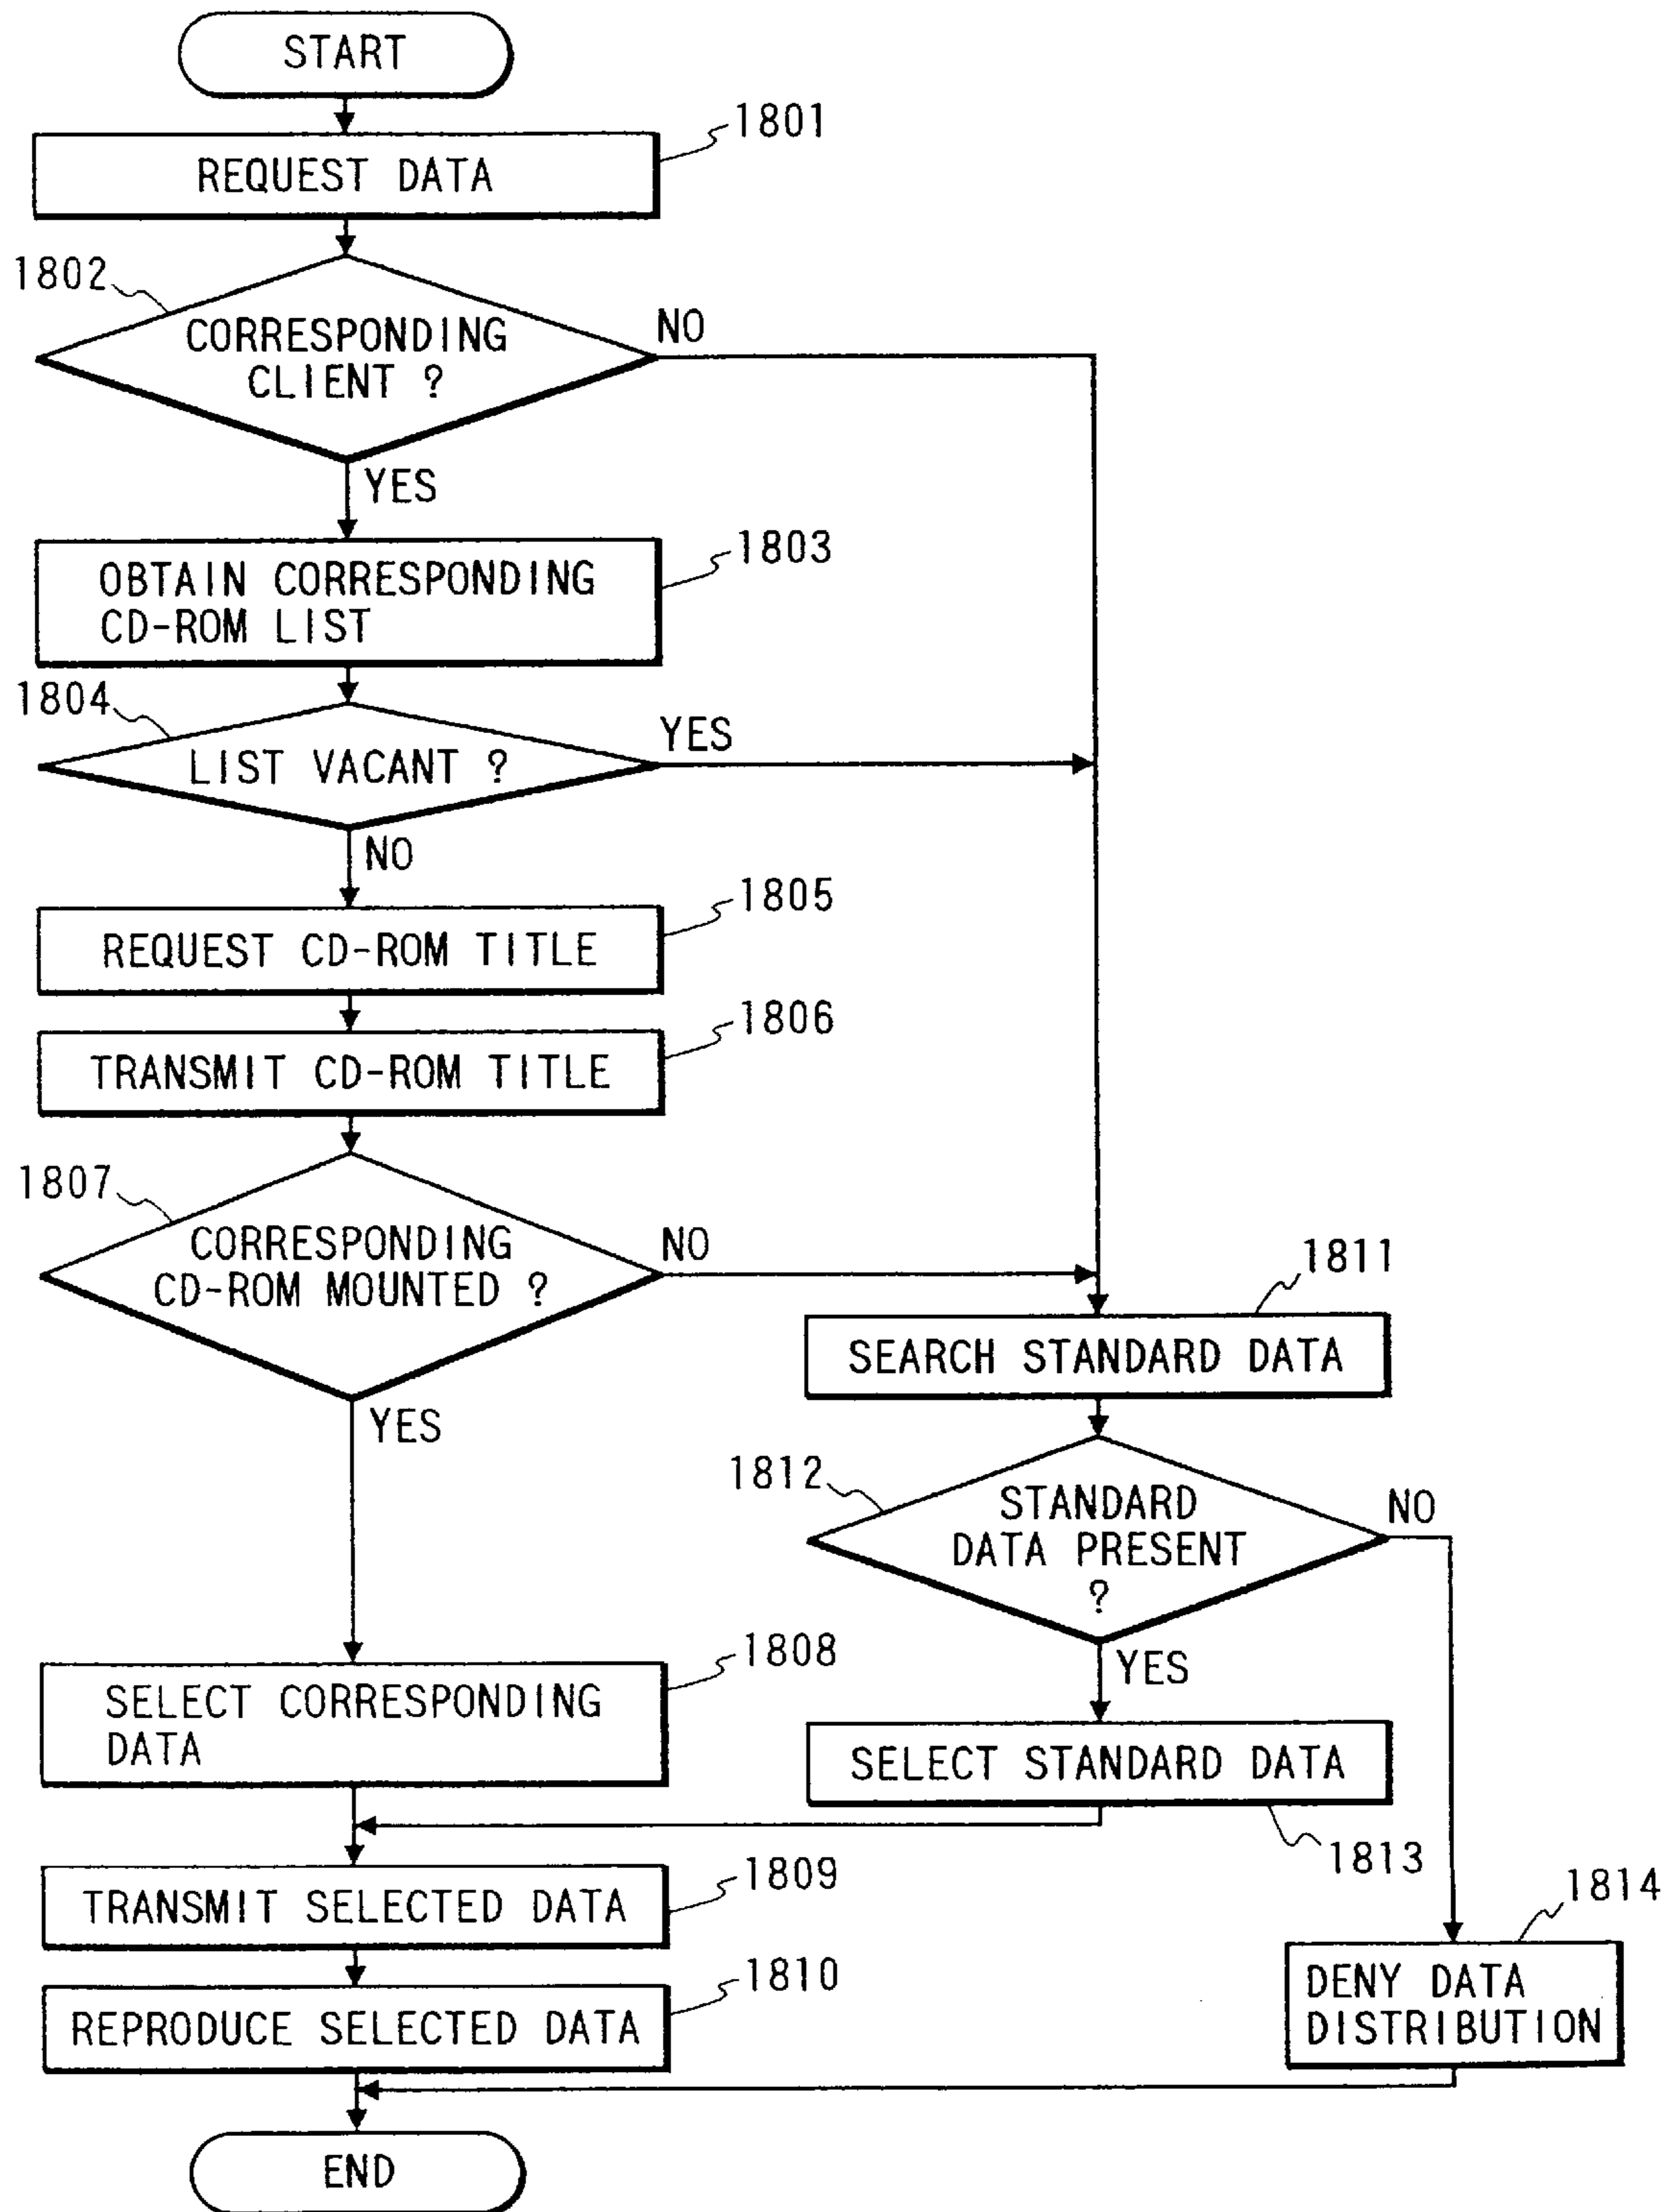 START
1801
REQUEST DATA
1802
CORRESPONDING
CLIENT ?
NO
YES
1803
OBTAIN CORRESPONDING
CD-ROM LIST
1804
LIST VACANT ?
YES
NO
1805
REQUEST CD-ROM TITLE
1806
TRANSMIT CD-ROM TITLE
1807
CORRESPONDING
CD-ROM MOUNTED ?
NO
YES
1811
SEARCH STANDARD DATA
1812
STANDARD
DATA PRESENT
?
NO
YES
1808
SELECT CORRESPONDING
DATA
SELECT STANDARD DATA
1813
1809
TRANSMIT SELECTED DATA
1814
DENY DATA
DISTRIBUTION
1810
REPRODUCE SELECTED DATA
END